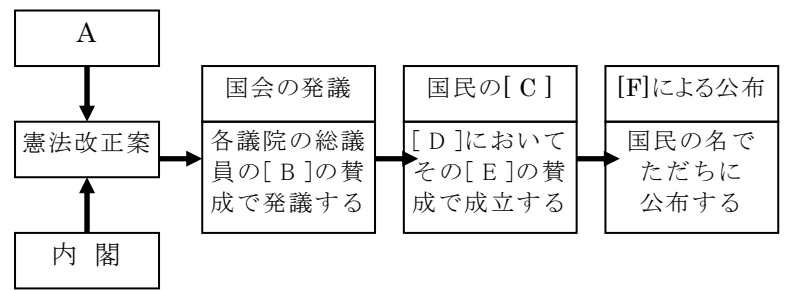 A
憲法改正案
内 閣
国会の発議
各議院の総議
員の[ B ]の賛
成で発議する
国民の[ C ]
[ D ]において
その[ E ]の賛
成で成立する
[F]による公布
国民の名で
ただちに
公布する